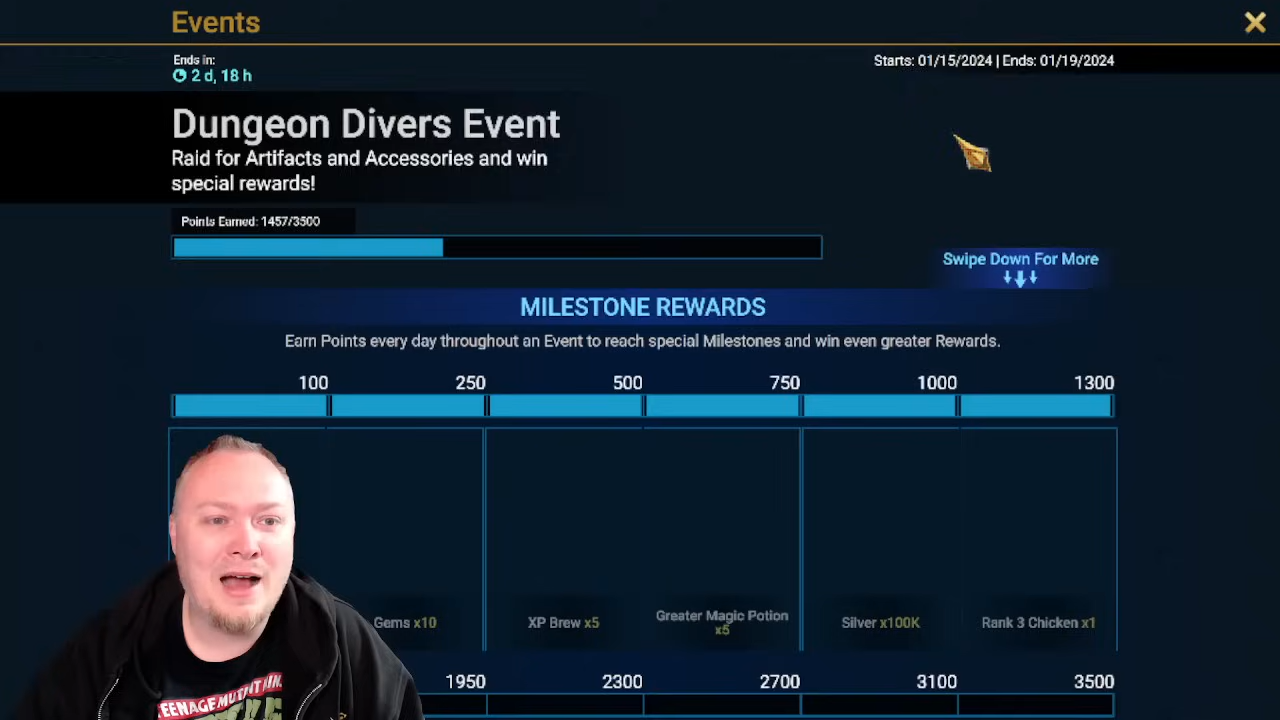 Events
Ends in:
2 d, 18 h
Starts: 01/15/2024 | Ends: 01/19/2024
Dungeon Divers Event
Raid for Artifacts and Accessories and win
special rewards!
Points Earned: 1457/3500
Swipe Down For More
MILESTONE REWARDS
Earn Points every day throughout an Event to reach special Milestones and win even greater Rewards.
100 250 500 750 1000 1300
Gems x10 XP Brew x5 Greater Magic Potion x5 Silver x100K Rank 3 Chicken x1
1950 2300 2700 3100 3500